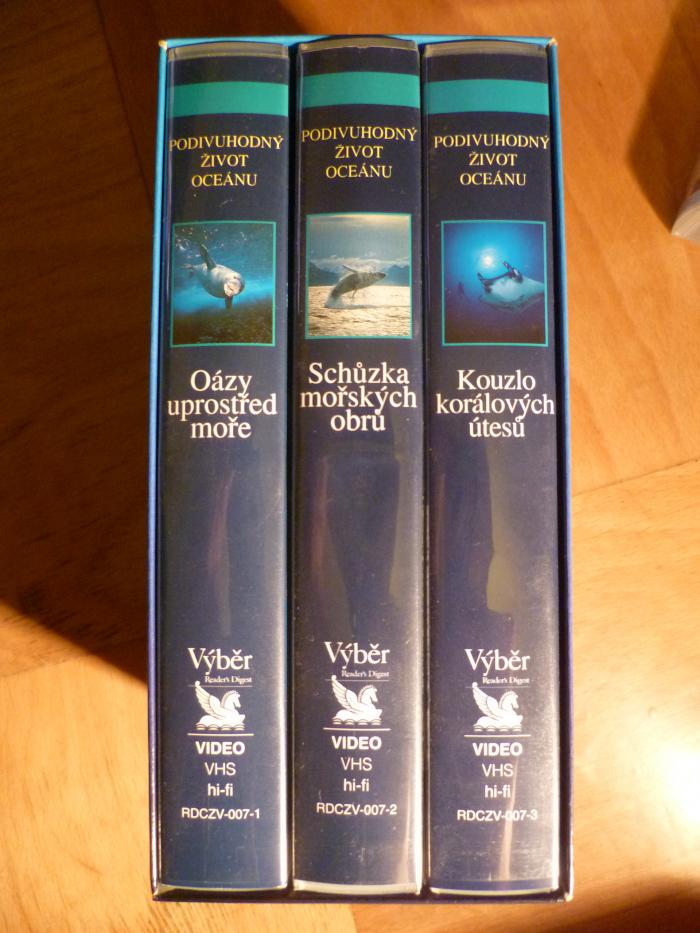 PODIVUHODNÝ
ŽIVOT
OCEÁNU
Oázy
uprostřed
moře
Výběr
Reader's Digest
VIDEO
VHS
hi-fi
RDCZV-007-1
PODIVUHODNÝ
ŽIVOT
OCEÁNU
Schůzka
mořských
obrů
Výběr
Reader's Digest
VIDEO
VHS
hi-fi
RDCZV-007-2
PODIVUHODNÝ
ŽIVOT
OCEÁNU
Kouzlo
korálových
útesů
Výběr
Reader's Digest
VIDEO
VHS
hi-fi
RDCZV-007-3